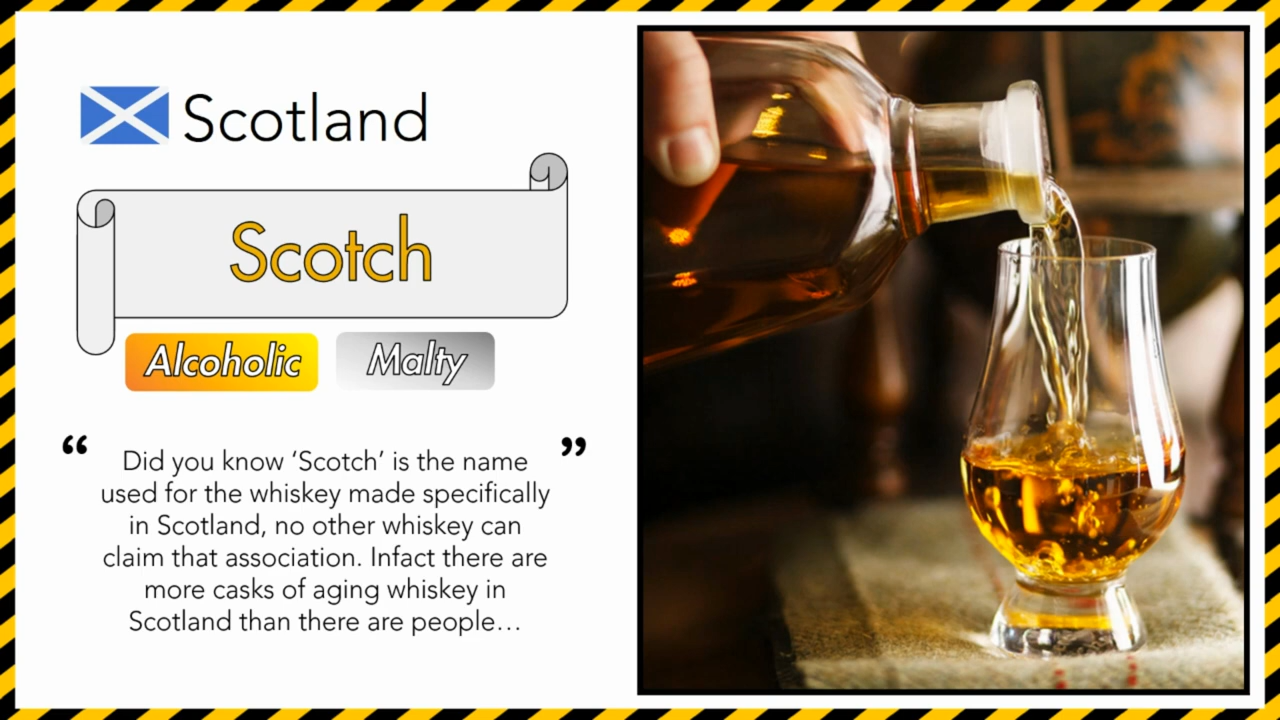 Scotland
Scotch
Alcoholic Malty
“ Did you know ‘Scotch’ is the name ”
used for the whiskey made specifically
in Scotland, no other whiskey can
claim that association. Infact there are
more casks of aging whiskey in
Scotland than there are people…